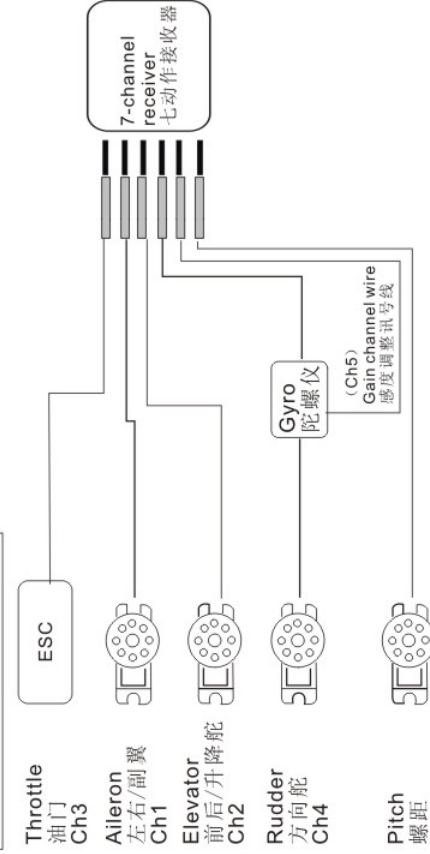 7-channel
receiver
七动作接收器
（Ch5）
Gain channel wire
感度调整讯号线
Gyro
陀螺仪
ESC
Throttle
油门
Ch3
Aileron
左右/副翼
Ch1
Elevator
前后/升降舵
Ch2
Rudder
方向舵
Ch4
Pitch
螺距